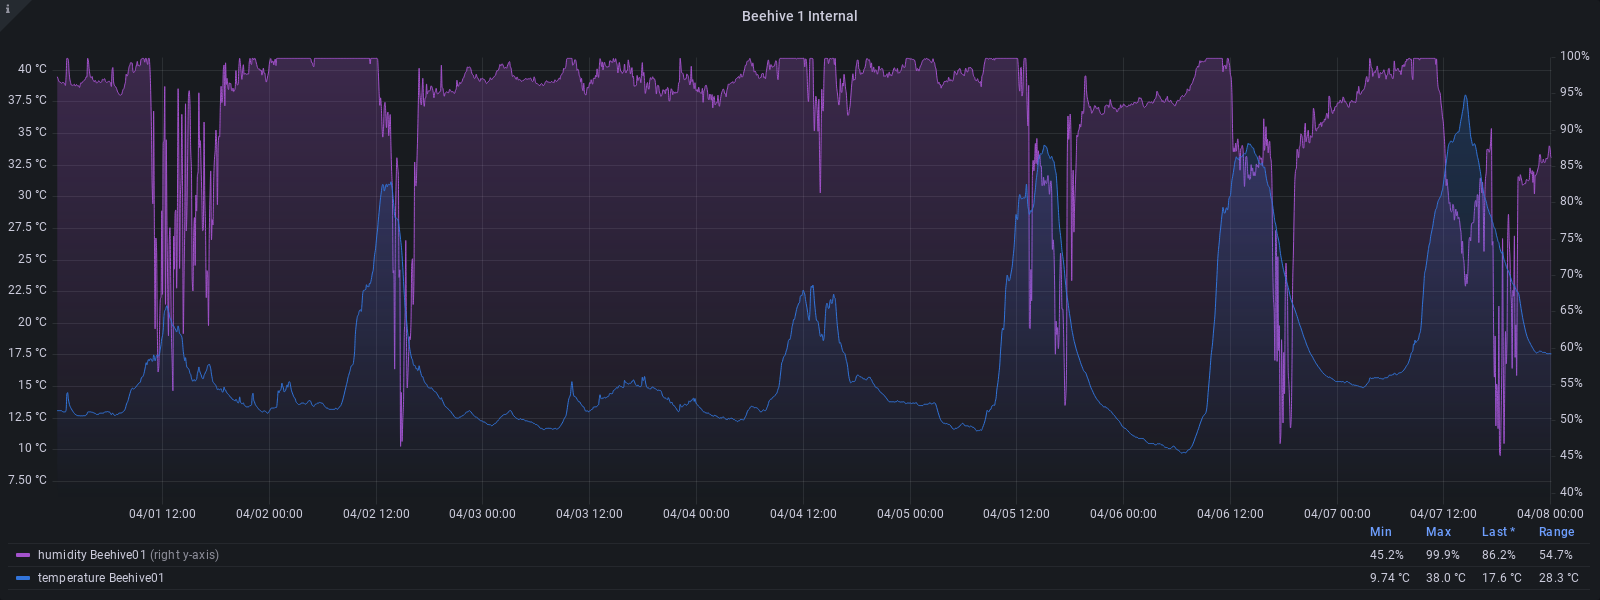 i
Beehive 1 Internal
40 °C
37.5 °C
35 °C
32.5 °C
30 °C
27.5 °C
25 °C
22.5 °C
20 °C
17.5 °C
15 °C
12.5 °C
10 °C
7.50 °C
100%
95%
90%
85%
80%
75%
70%
65%
60%
55%
50%
45%
40%
04/01 12:00 04/02 00:00 04/02 12:00 04/03 00:00 04/03 12:00 04/04 00:00 04/04 12:00 04/05 00:00 04/05 12:00 04/06 00:00 04/06 12:00 04/07 00:00 04/07 12:00 04/08 00:00
Min Max Last * Range
humidity Beehive01 (right y-axis) 45.2% 99.9% 86.2% 54.7%
temperature Beehive01 9.74 °C 38.0 °C 17.6 °C 28.3 °C